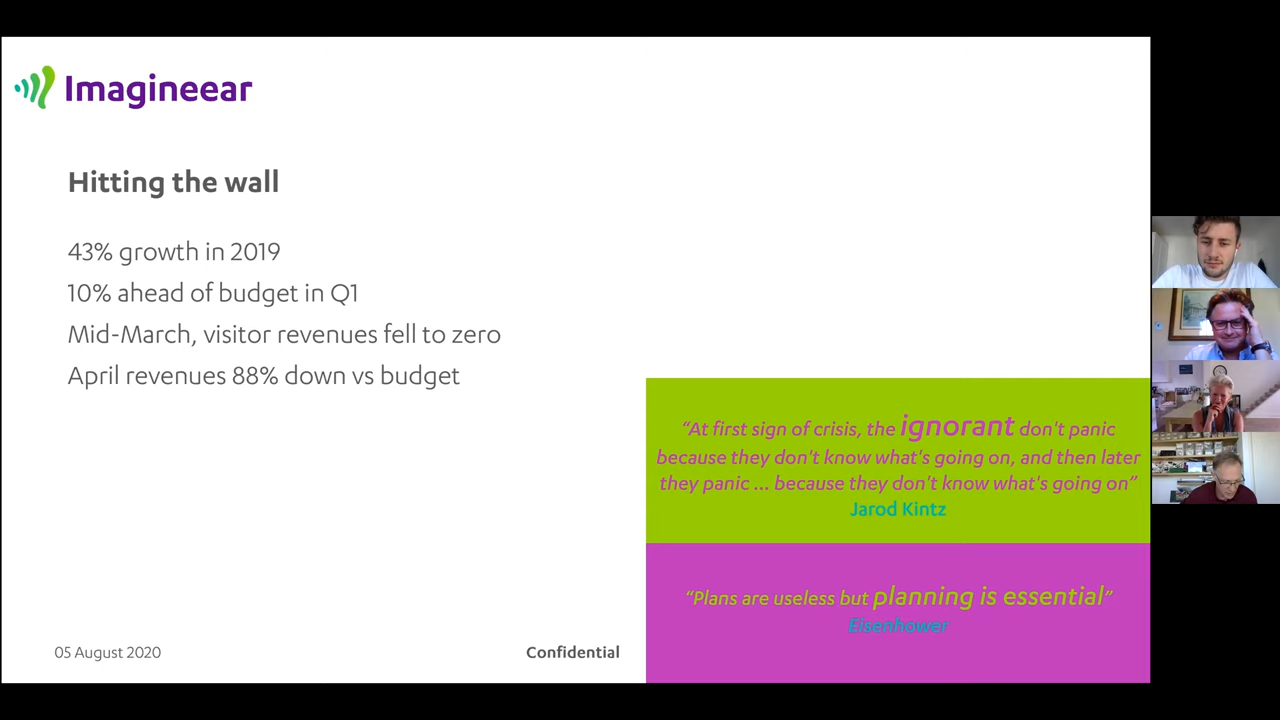 Imagineear
Hitting the wall
43% growth in 2019
10% ahead of budget in Q1
Mid-March, visitor revenues fell to zero
April revenues 88% down vs budget
“At first sign of crisis, the ignorant don't panic
because they don't know what's going on, and then later
they panic ... because they don't know what's going on”
Jarod Kintz
“Plans are useless but planning is essential”
Eisenhower
05 August 2020
Confidential